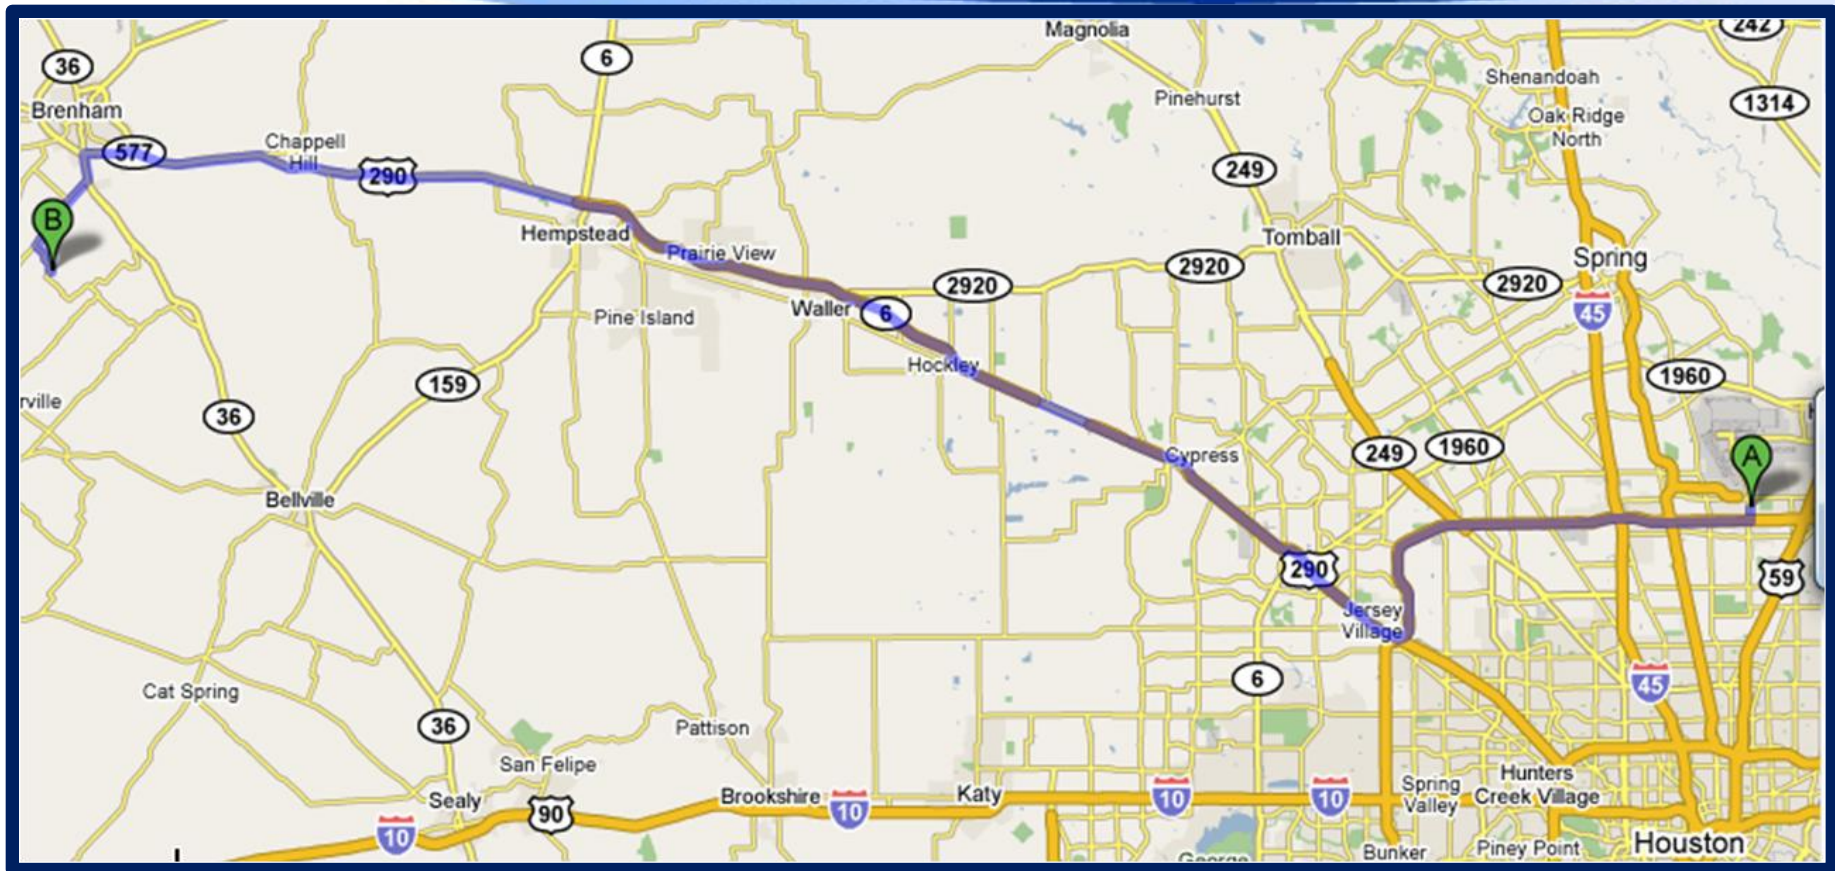 Magnolia
242
36
6
Shenandoah
Pinehurst
1314
Brenham
Oak Ridge
North
Chappell
Hill
577
290
249
B
Hempstead
Tomball
Prairie View
Spring
2920
2920
2920
Waller
6
45
Pine Island
Hockley
1960
159
rville
36
A
249
1960
Cypress
Bellville
290
59
Jersey
Village
6
45
Cat Spring
36
Pattison
San Felipe
Hunters
Creek Village
Spring
Valley
Sealy
90
Brookshire
10
Katy
10
10
10
Houston
Bunker
Piney Point
George